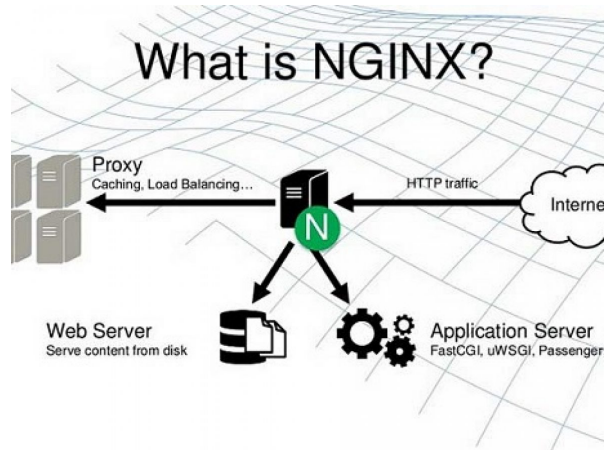 What is NGINX?
Proxy
Caching, Load Balancing...
HTTP traffic
Interne
N
Web Server
Serve content from disk
Application Server
FastCGI, uWSGI, Passenger